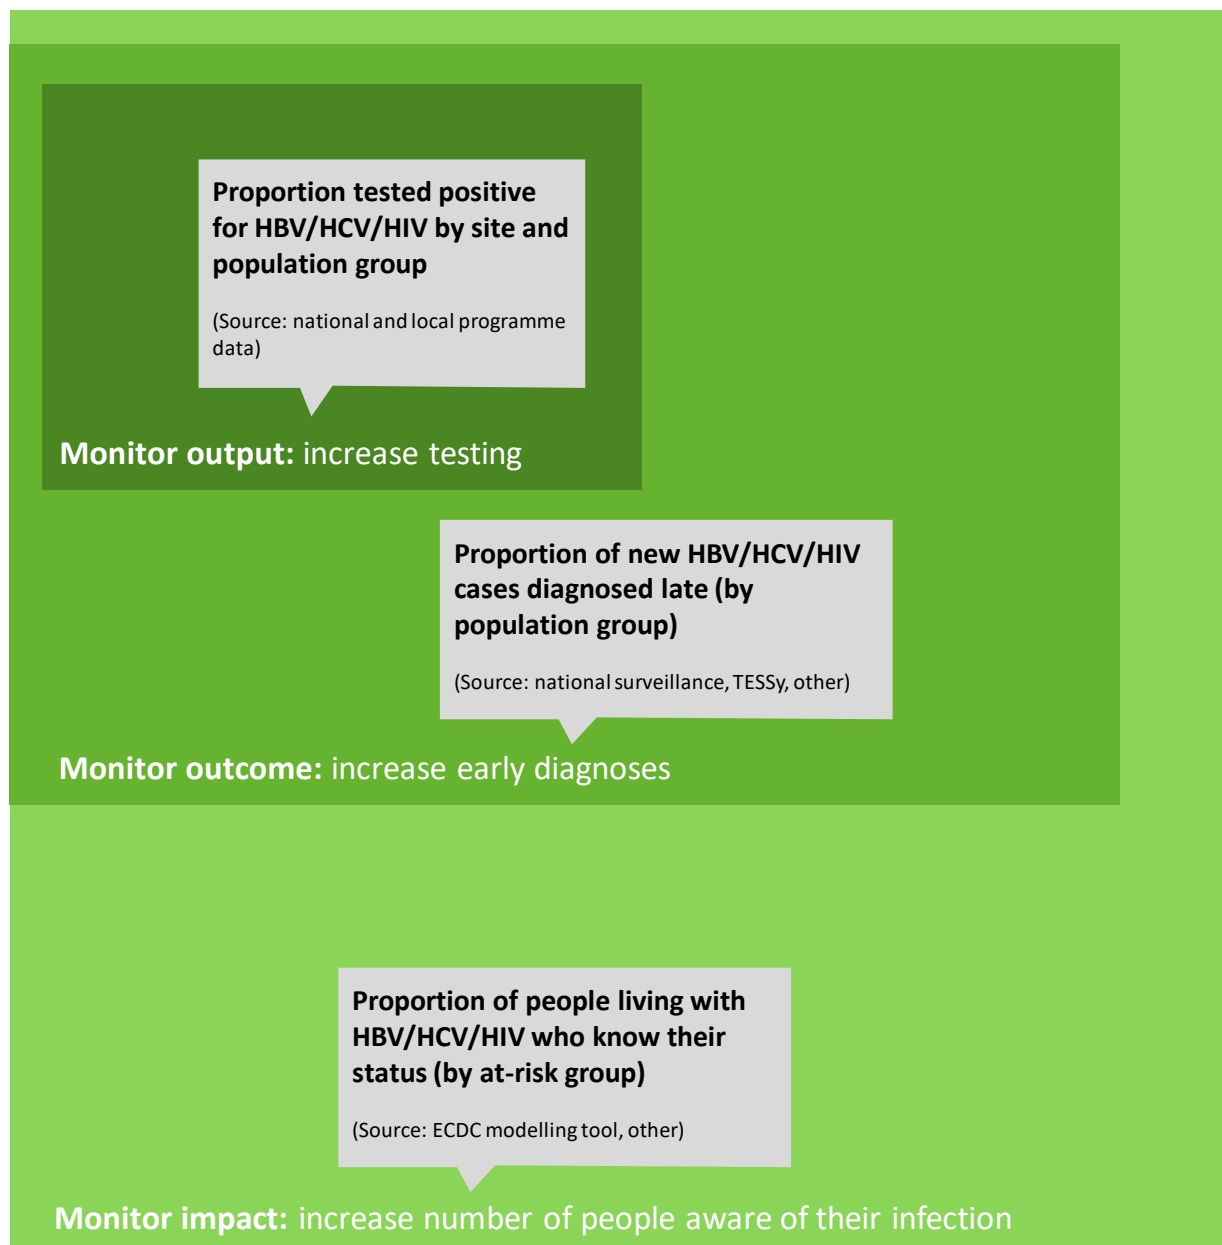 Proportion tested positive
for HBV/HCV/HIV by site and
population group
(Source: national and local programme
data)
Monitor output: increase testing
Proportion of new HBV/HCV/HIV
cases diagnosed late (by
population group)
(Source: national surveillance, TESSy, other)
Monitor outcome: increase early diagnoses
Proportion of people living with
HBV/HCV/HIV who know their
status (by at-risk group)
(Source: ECDC modelling tool, other)
Monitor impact: increase number of people aware of their infection